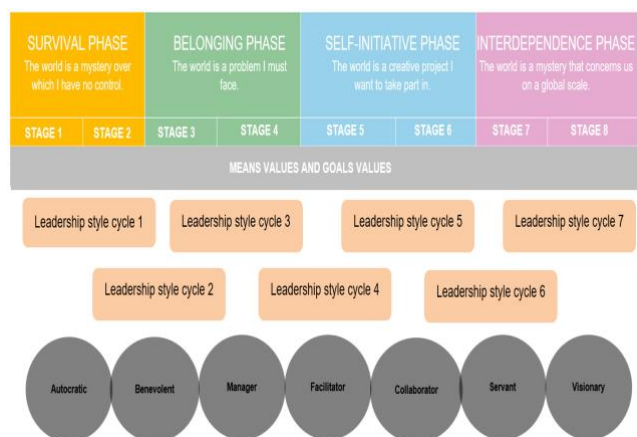 SURVIVAL PHASE
The world is a mystery over
which I have no control.
BELONGING PHASE
The world is a problem I must
face.
SELF-INITIATIVE PHASE
The world is a creative project I
want to take part in.
INTERDEPENDENCE PHASE
The world is a mystery that concerns us
on a global scale.
STAGE 1
STAGE 2
STAGE 3
STAGE 4
STAGE 5
STAGE 6
STAGE 7
STAGE 8
MEANS VALUES AND GOALS VALUES
Leadership style cycle 1
Leadership style cycle 3
Leadership style cycle 5
Leadership style cycle 7
Leadership style cycle 2
Leadership style cycle 4
Leadership style cycle 6
Autocratic
Benevolent
Manager
Facilitator
Collaborator
Servant
Visionary